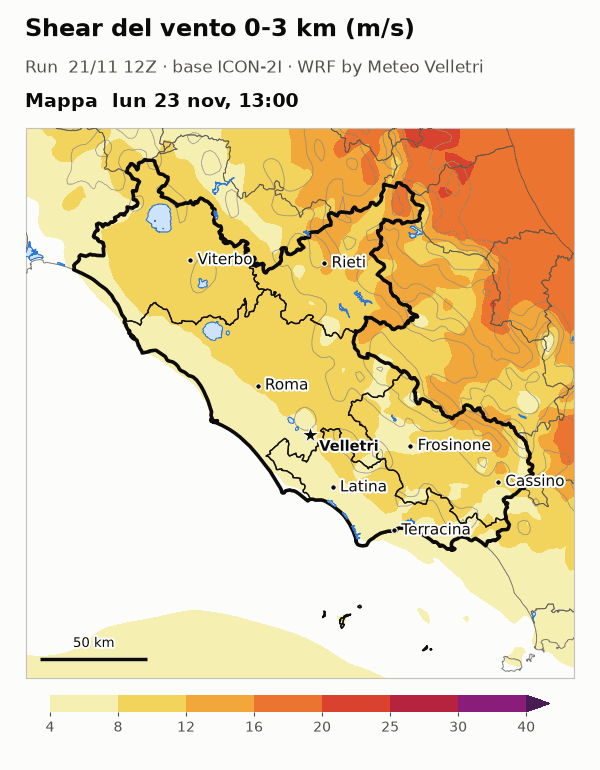 Shear del vento 0-3 km (m/s)
Run  21/11 12Z · base ICON-2I · WRF by Meteo Velletri
Mappa  lun 23 nov, 13:00
Viterbo
Rieti
Roma
Velletri
Frosinone
Cassino
Latina
Terracina
50 km
4 8 12 16 20 25 30 40